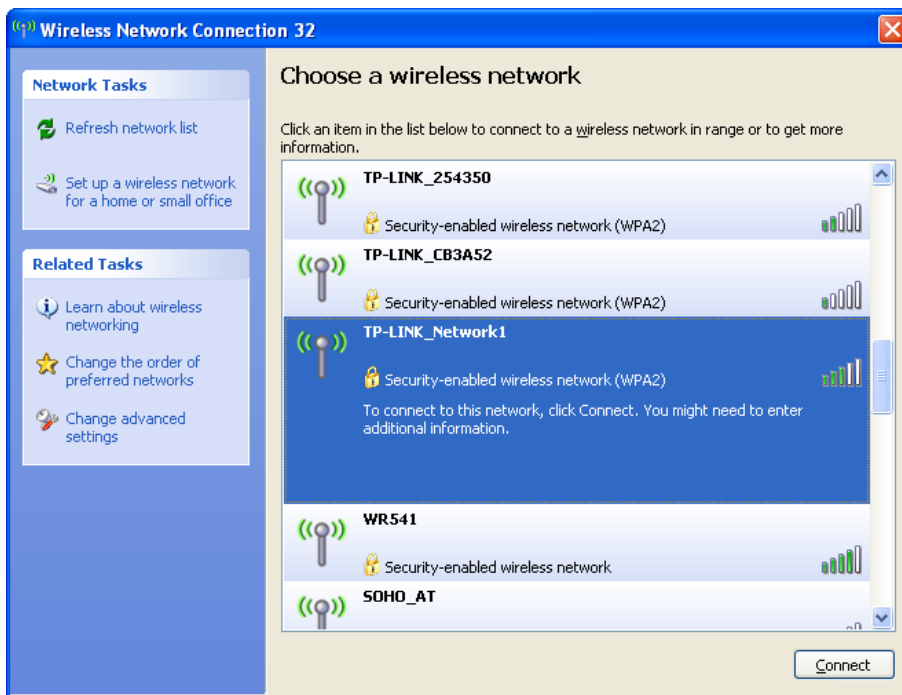 Wireless Network Connection 32
Network Tasks
Refresh network list
Set up a wireless network
for a home or small office
Related Tasks
Learn about wireless
networking
Change the order of
preferred networks
Change advanced
settings
Choose a wireless network
Click an item in the list below to connect to a wireless network in range or to get more
information.
TP-LINK_254350
Security-enabled wireless network (WPA2)
TP-LINK_CB3A52
Security-enabled wireless network (WPA2)
TP-LINK_Network1
Security-enabled wireless network (WPA2)
To connect to this network, click Connect. You might need to enter
additional information.
WR541
Security-enabled wireless network
SOHO_AT
Connect